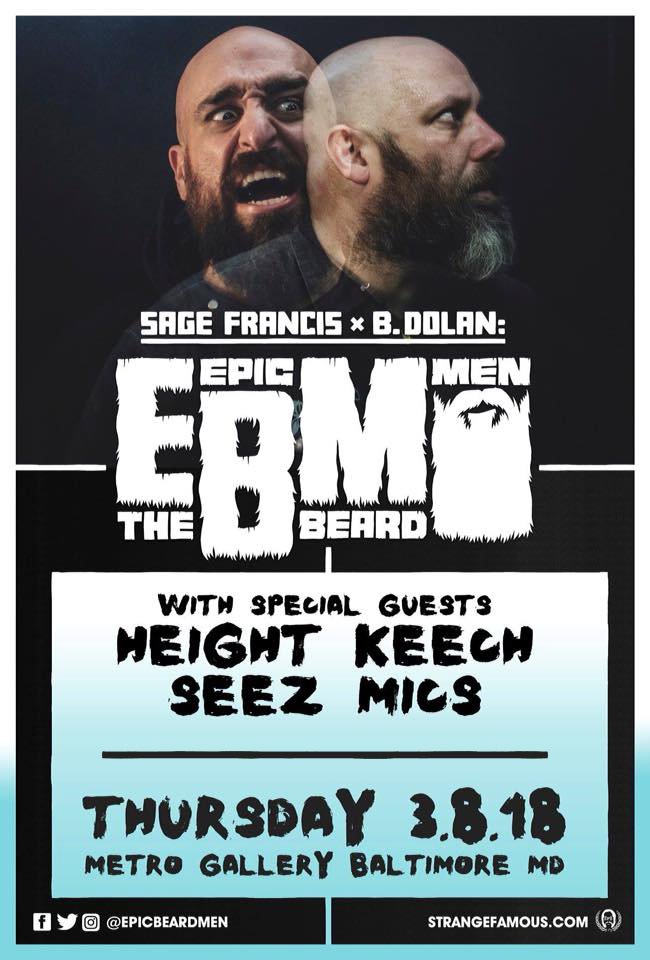 SAGE FRANCIS × B. DOLAN:
EPIC MEN
EBM
THE BEARD
WITH SPECIAL GUESTS
HEIGHT KEECH
SEEZ MICS
THURSDAY 3.8.18
METRO GALLERY BALTIMORE MD
@EPICBEARDMEN STRANGEFAMOUS.COM